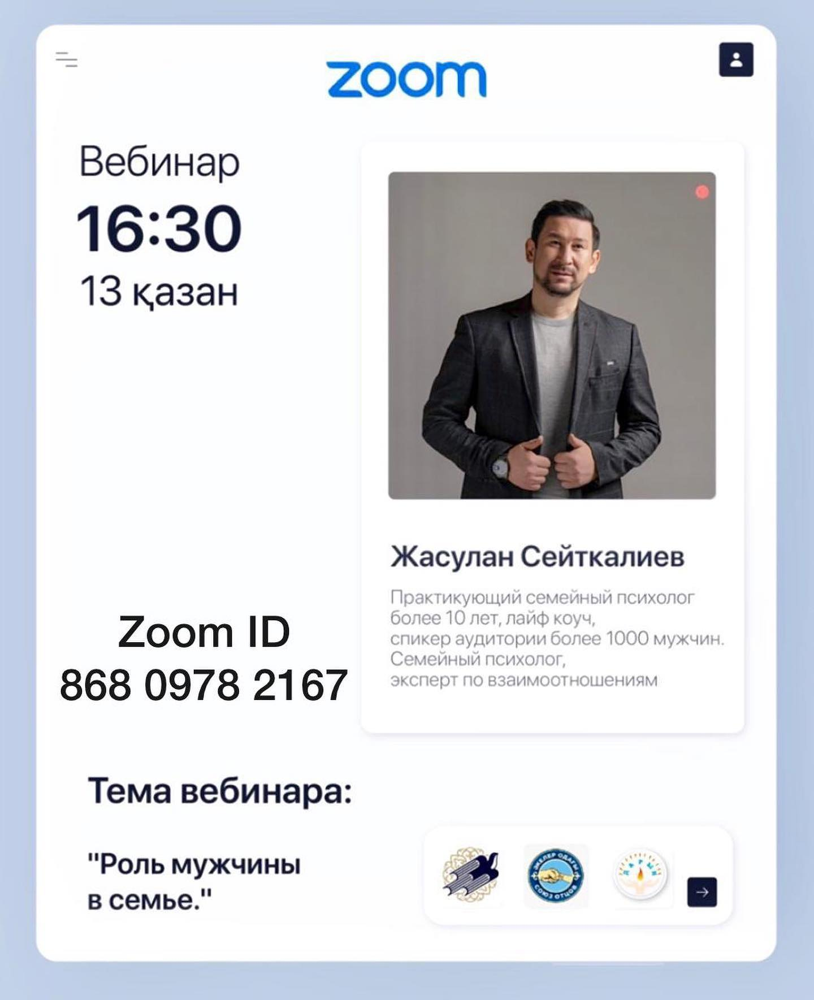 zoom
Вебинар
16:30
13 қазан
Жасулан Сейткалиев
Практикующий семейный психолог
более 10 лет, лайф коуч,
спикер аудитории более 1000 мужчин.
Семейный психолог,
эксперт по взаимоотношениям
Zoom ID
868 0978 2167
Тема вебинара:
"Роль мужчины
в семье."
ӘКЕЛЕР ОДАҒЫ
СОЮЗ ОТЦОВ
ДАРЫН